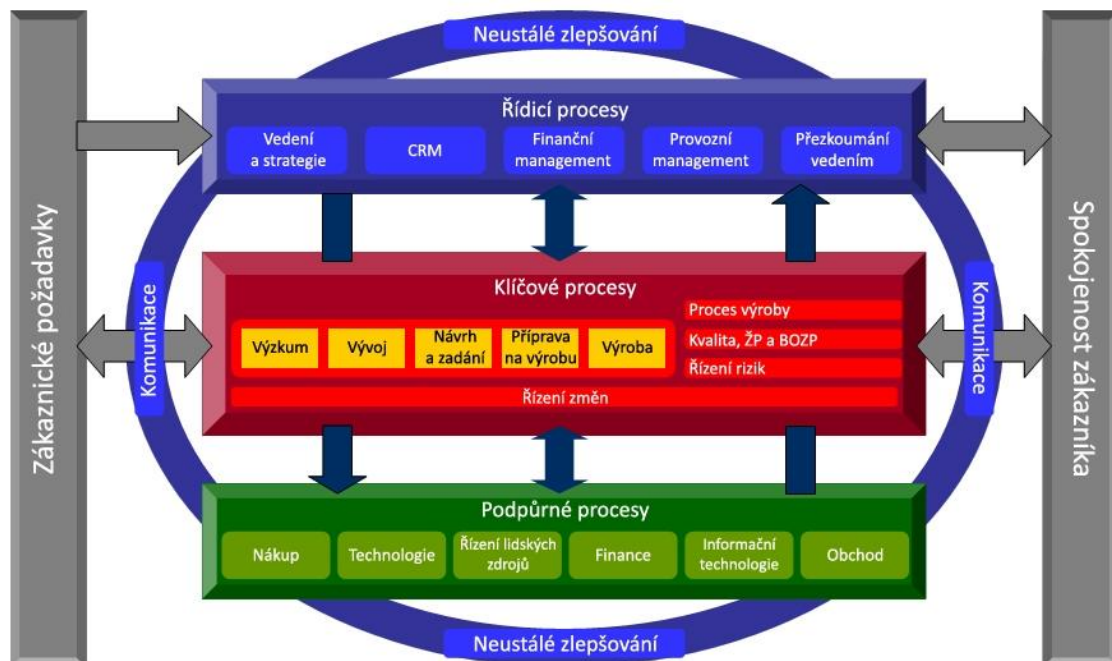 Neustálé zlepšování
Zákaznické požadavky
Spokojenost zákazníka
Řídicí procesy
Vedení
a strategie
CRM
Finanční
management
Provozní
management
Přezkoumání
vedením
Komunikace
Komunikace
Klíčové procesy
Výzkum
Vývoj
Návrh
a zadání
Příprava
na výrobu
Výroba
Proces výroby
Kvalita, ŽP a BOZP
Řízení rizik
Řízení změn
Podpůrné procesy
Nákup
Technologie
Řízení lidských
zdrojů
Finance
Informační
technologie
Obchod
Neustálé zlepšování